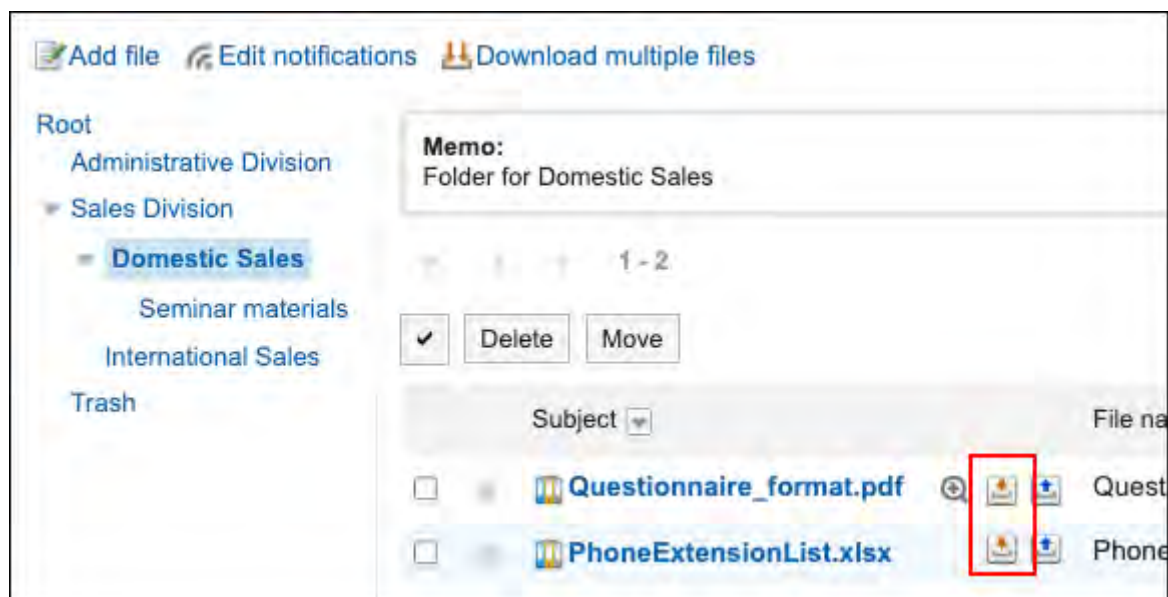 Add file Edit notifications Download multiple files
Root
Administrative Division
Sales Division
Domestic Sales
Seminar materials
International Sales
Trash
Memo:
Folder for Domestic Sales
1 - 2
Delete Move
Subject File na
Questionnaire_format.pdf Quest
PhoneExtensionList.xlsx Phone